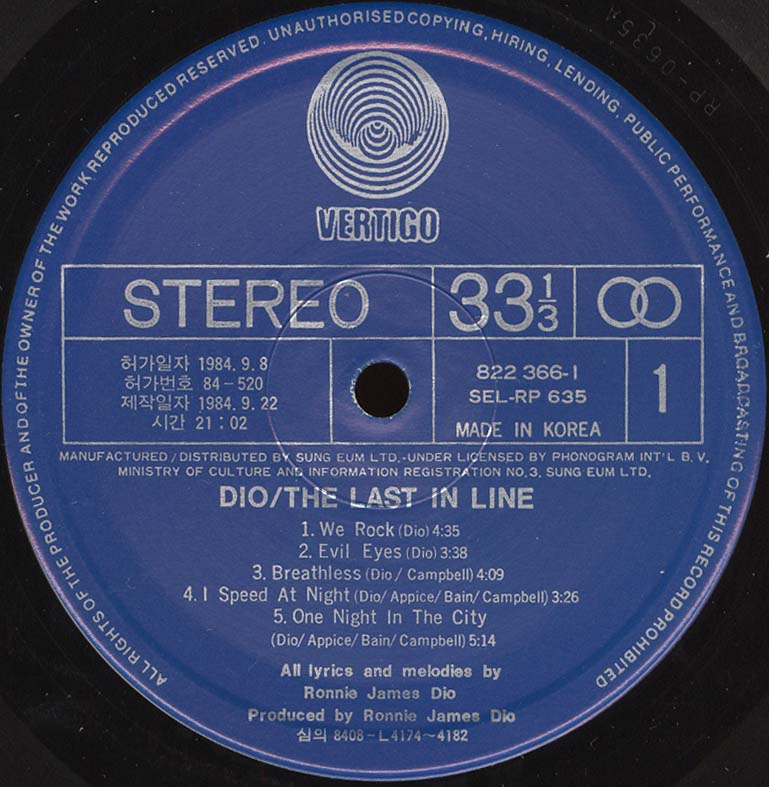 ALL RIGHTS OF THE PRODUCER AND OF THE OWNER OF THE WORK REPRODUCED RESERVED. UNAUTHORISED COPYING, HIRING, LENDING, PUBLIC PERFORMANCE AND BROADCASTING OF THIS RECORD PROHIBITED
RP-0635A
VERTIGO
STEREO
33 1/3
허가일자 1984.9.8
허가번호 84-520
제작일자 1984.9.22
시간 21:02
822 366-1
SEL-RP 635
MADE IN KOREA
1
MANUFACTURED/DISTRIBUTED BY SUNG EUM LTD.-UNDER LICENSED BY PHONOGRAM INT'L B.V.
MINISTRY OF CULTURE AND INFORMATION REGISTRATION NO.3. SUNG EUM LTD.
DIO/THE LAST IN LINE
1. We Rock (Dio) 4:35
2. Evil Eyes (Dio) 3:38
3. Breathless (Dio/Campbell) 4:09
4. I Speed At Night (Dio/Appice/Bain/Campbell) 3:26
5. One Night In The City
(Dio/Appice/Bain/Campbell) 5:14
All lyrics and melodies by
Ronnie James Dio
Produced by Ronnie James Dio
심의 8408-L4174~4182